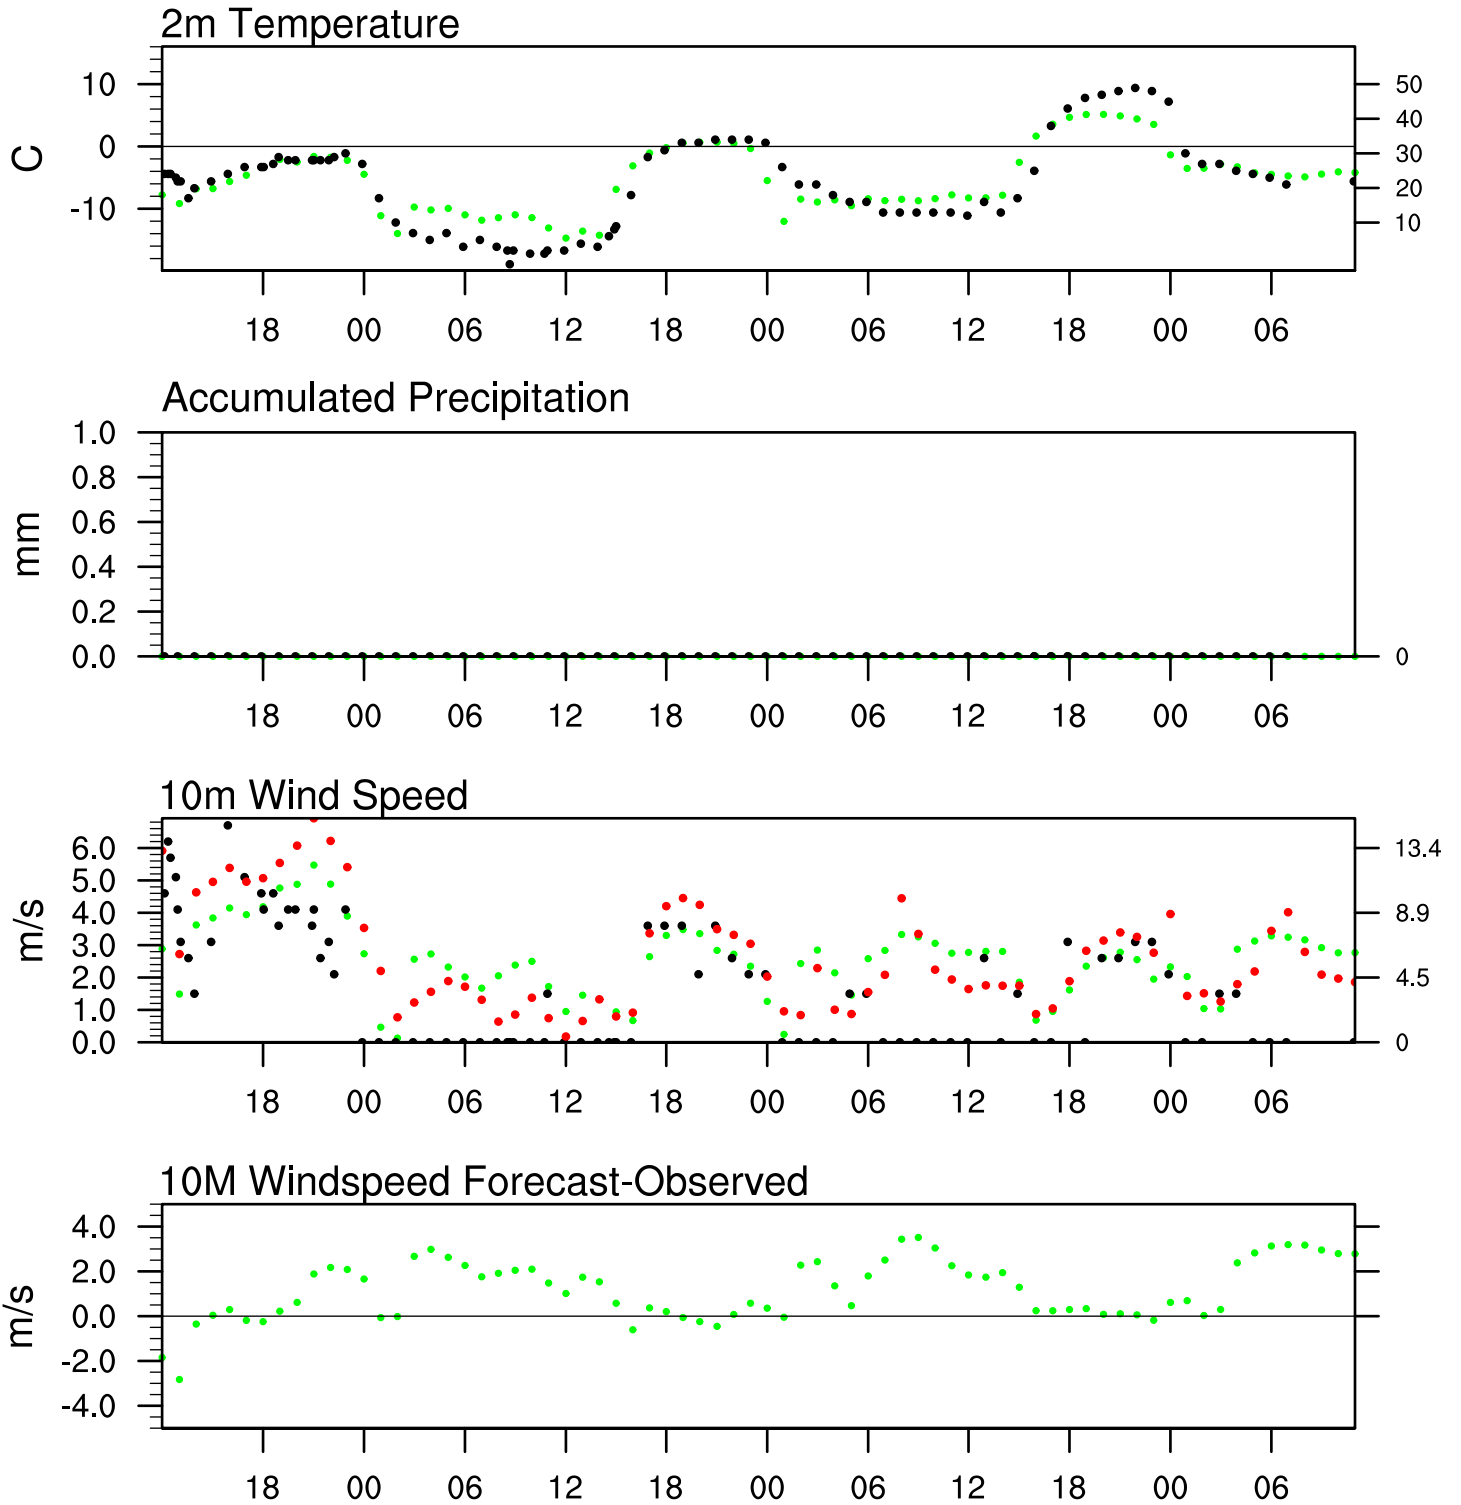 2m Temperature
10
0
-10
C
50
40
30
20
10
18 00 06 12 18 00 06 12 18 00 06
Accumulated Precipitation
1.0
0.8
0.6
0.4
0.2
0.0
mm
0
18 00 06 12 18 00 06 12 18 00 06
10m Wind Speed
6.0
5.0
4.0
3.0
2.0
1.0
0.0
m/s
13.4
8.9
4.5
0
18 00 06 12 18 00 06 12 18 00 06
10M Windspeed Forecast-Observed
4.0
2.0
0.0
-2.0
-4.0
m/s
18 00 06 12 18 00 06 12 18 00 06